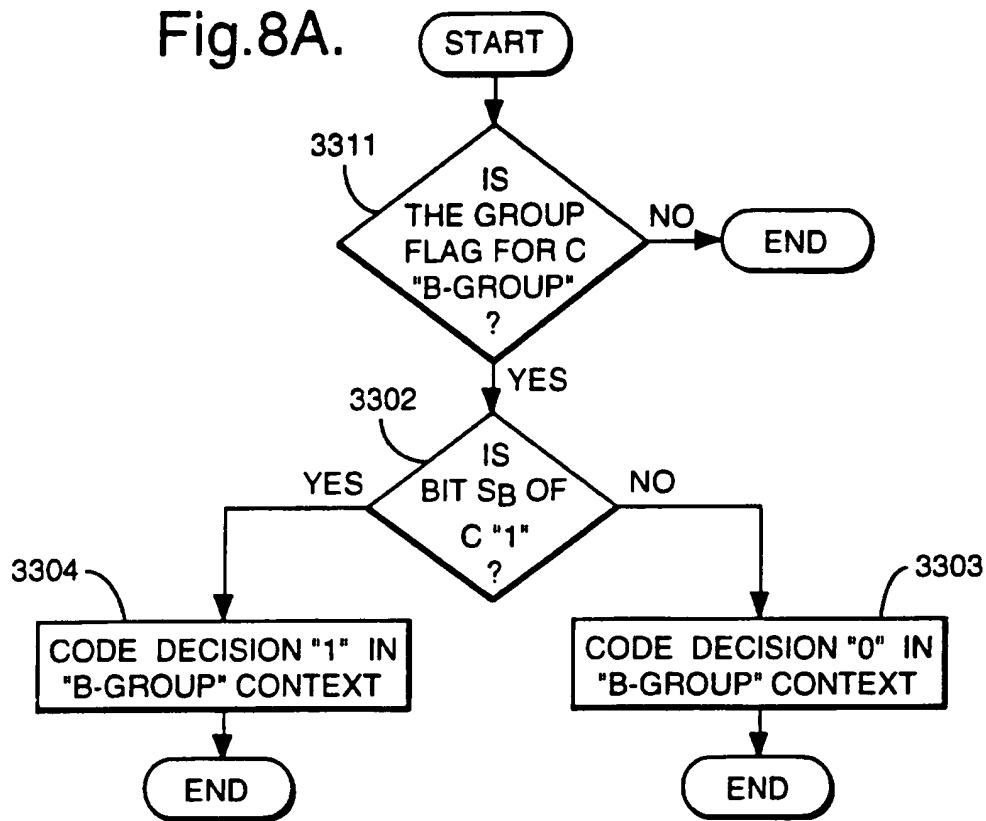 Fig.8A.
START
3311
IS
THE GROUP
FLAG FOR C
"B-GROUP"
?
NO
END
YES
3302
IS
BIT SB OF
C "1"
?
YES
NO
3304
3303
CODE DECISION "1" IN
"B-GROUP" CONTEXT
CODE DECISION "0" IN
"B-GROUP" CONTEXT
END
END